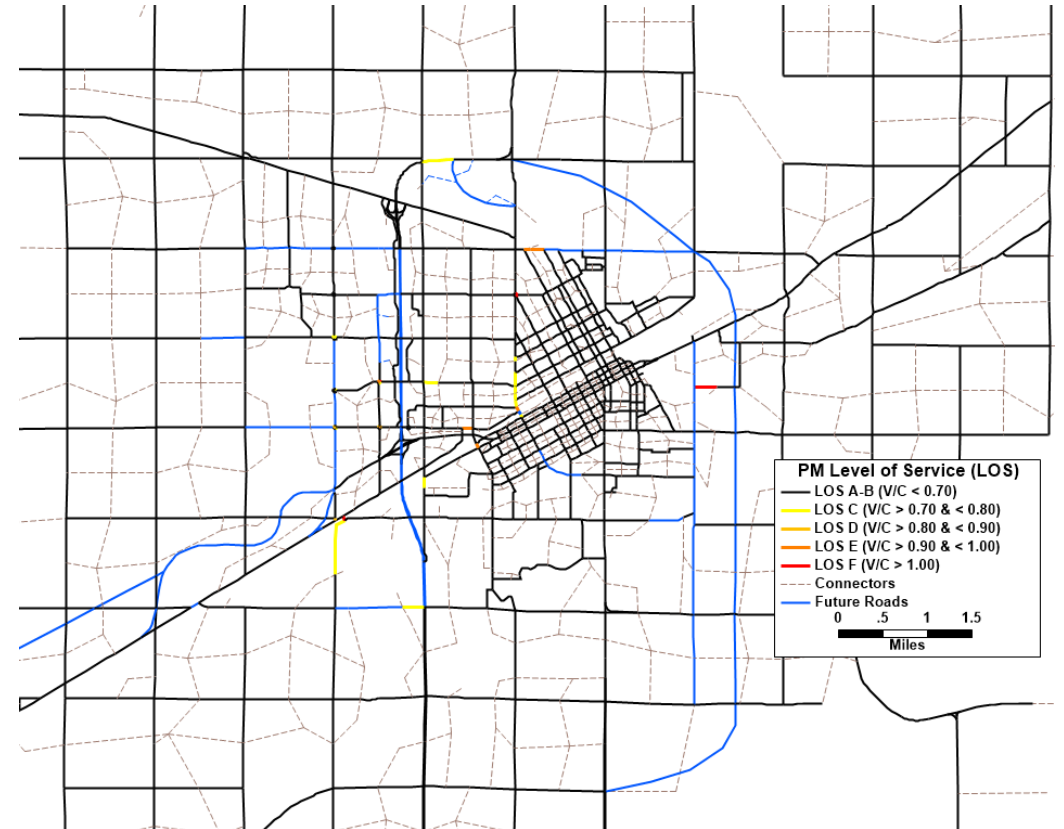 PM Level of Service (LOS)
LOS A-B (V/C < 0.70)
LOS C (V/C > 0.70 & < 0.80)
LOS D (V/C > 0.80 & < 0.90)
LOS E (V/C > 0.90 & < 1.00)
LOS F (V/C > 1.00)
Connectors
Future Roads
0 .5 1 1.5
Miles